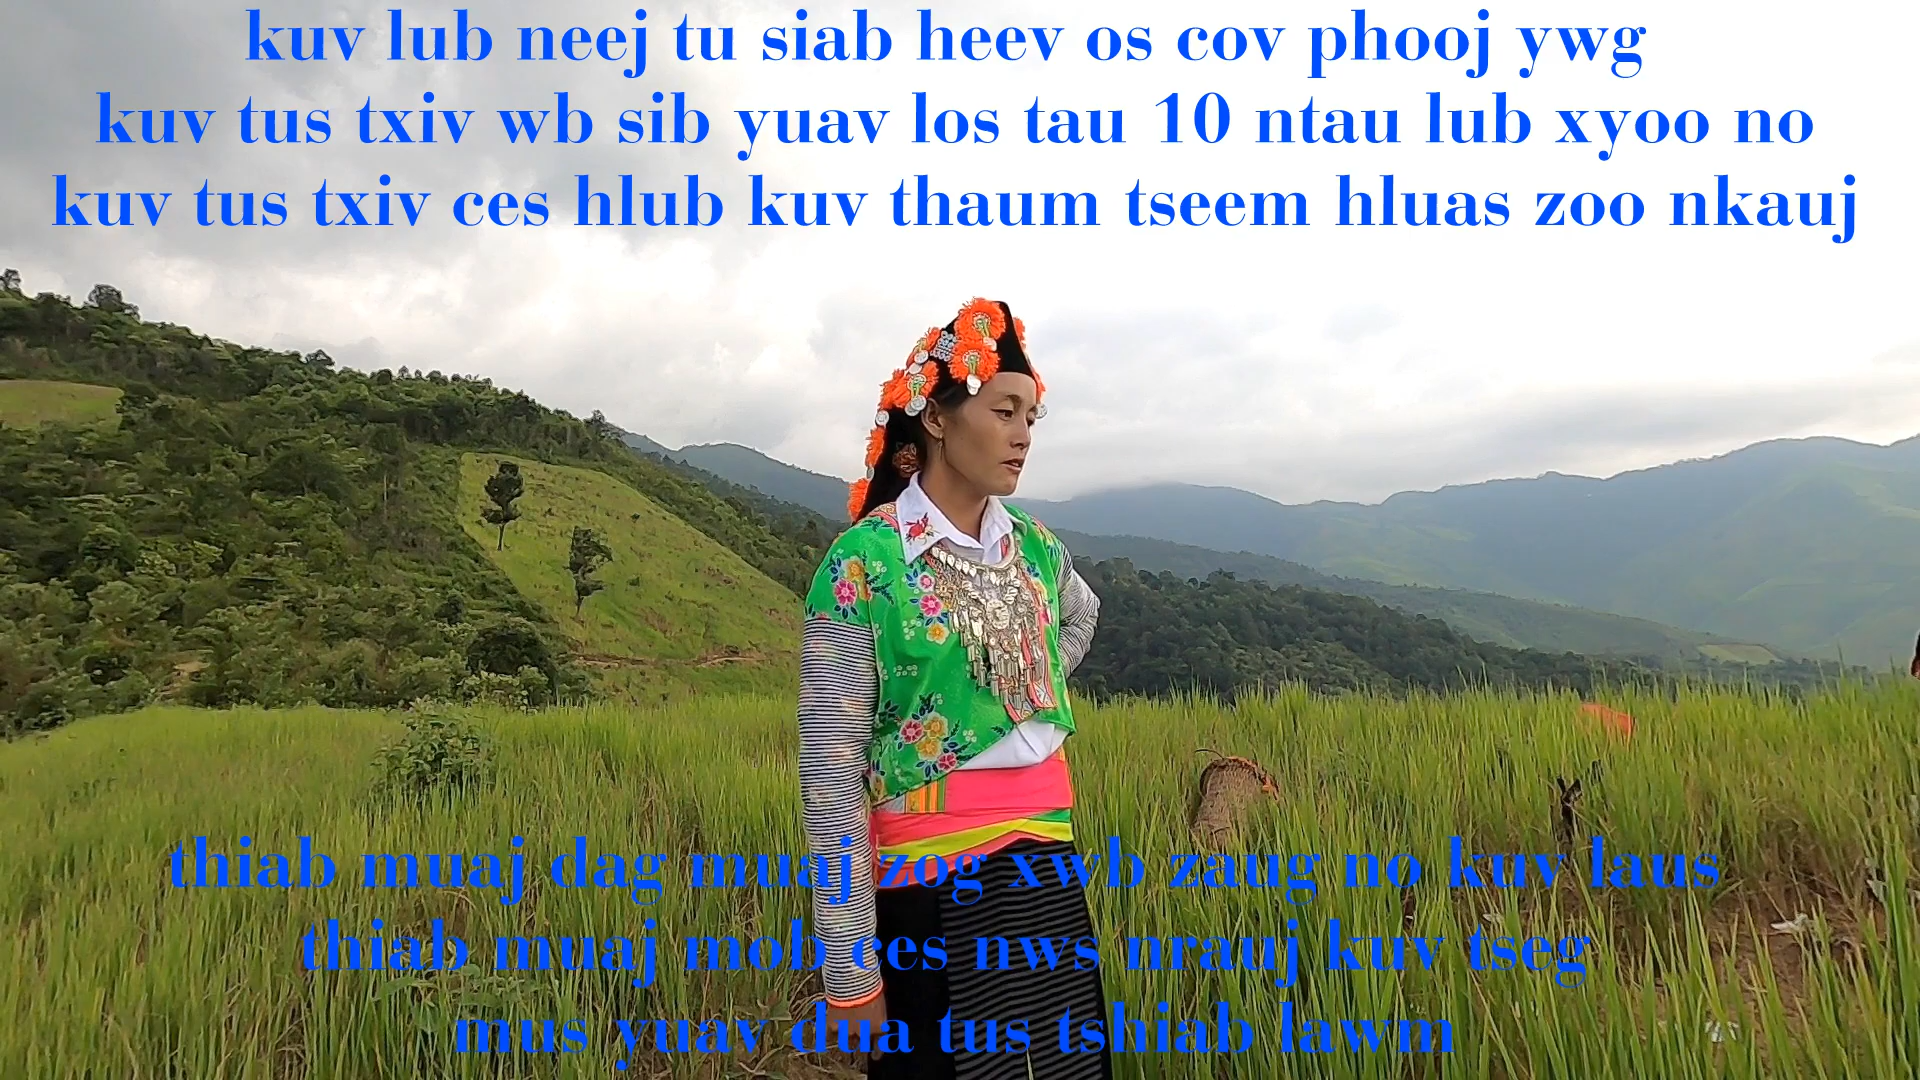 kuv lub neej tu siab heev os cov phooj ywg
kuv tus txiv wb sib yuav los tau 10 ntau lub xyoo no
kuv tus txiv ces hlub kuv thaum tseem hluas zoo nkauj
thiab muaj dag muaj zog xwb zaug no kuv laus
thiab muaj mob ces nws nrauj kuv tseg
mus yuav dua tus tshiab lawm